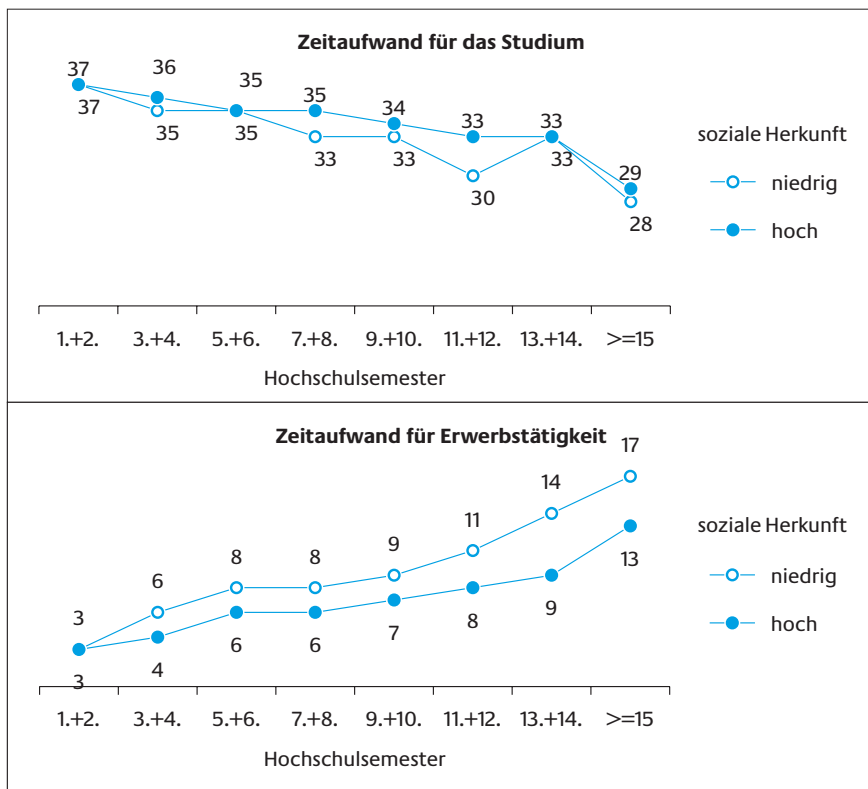 Zeitaufwand für das Studium
37 36 35 35 34 33 33 29
37 35 35 33 33 30 33 28
soziale Herkunft
niedrig
hoch
1.+2. 3.+4. 5.+6. 7.+8. 9.+10. 11.+12. 13.+14. >=15
Hochschulsemester
Zeitaufwand für Erwerbstätigkeit
3 6 8 8 9 11 14 17
3 4 6 6 7 8 9 13
soziale Herkunft
niedrig
hoch
1.+2. 3.+4. 5.+6. 7.+8. 9.+10. 11.+12. 13.+14. >=15
Hochschulsemester